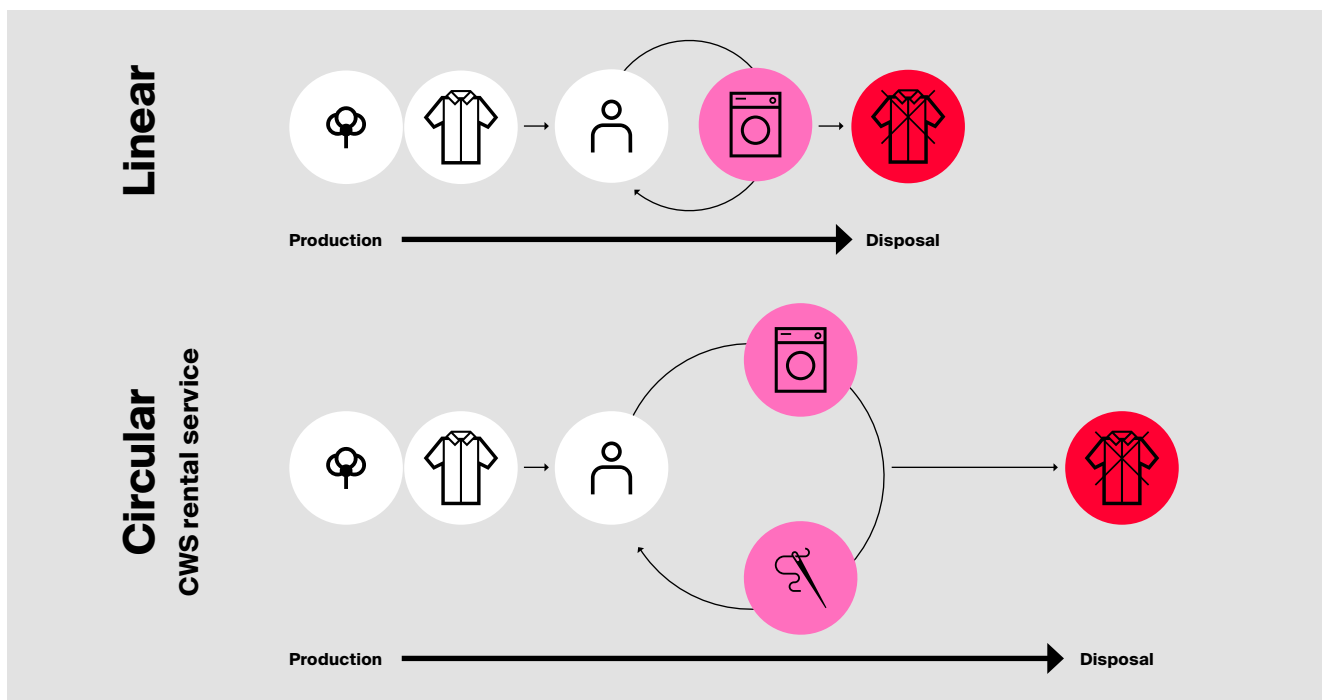 Linear
Production
Disposal
Circular
CWS rental service
Production
Disposal